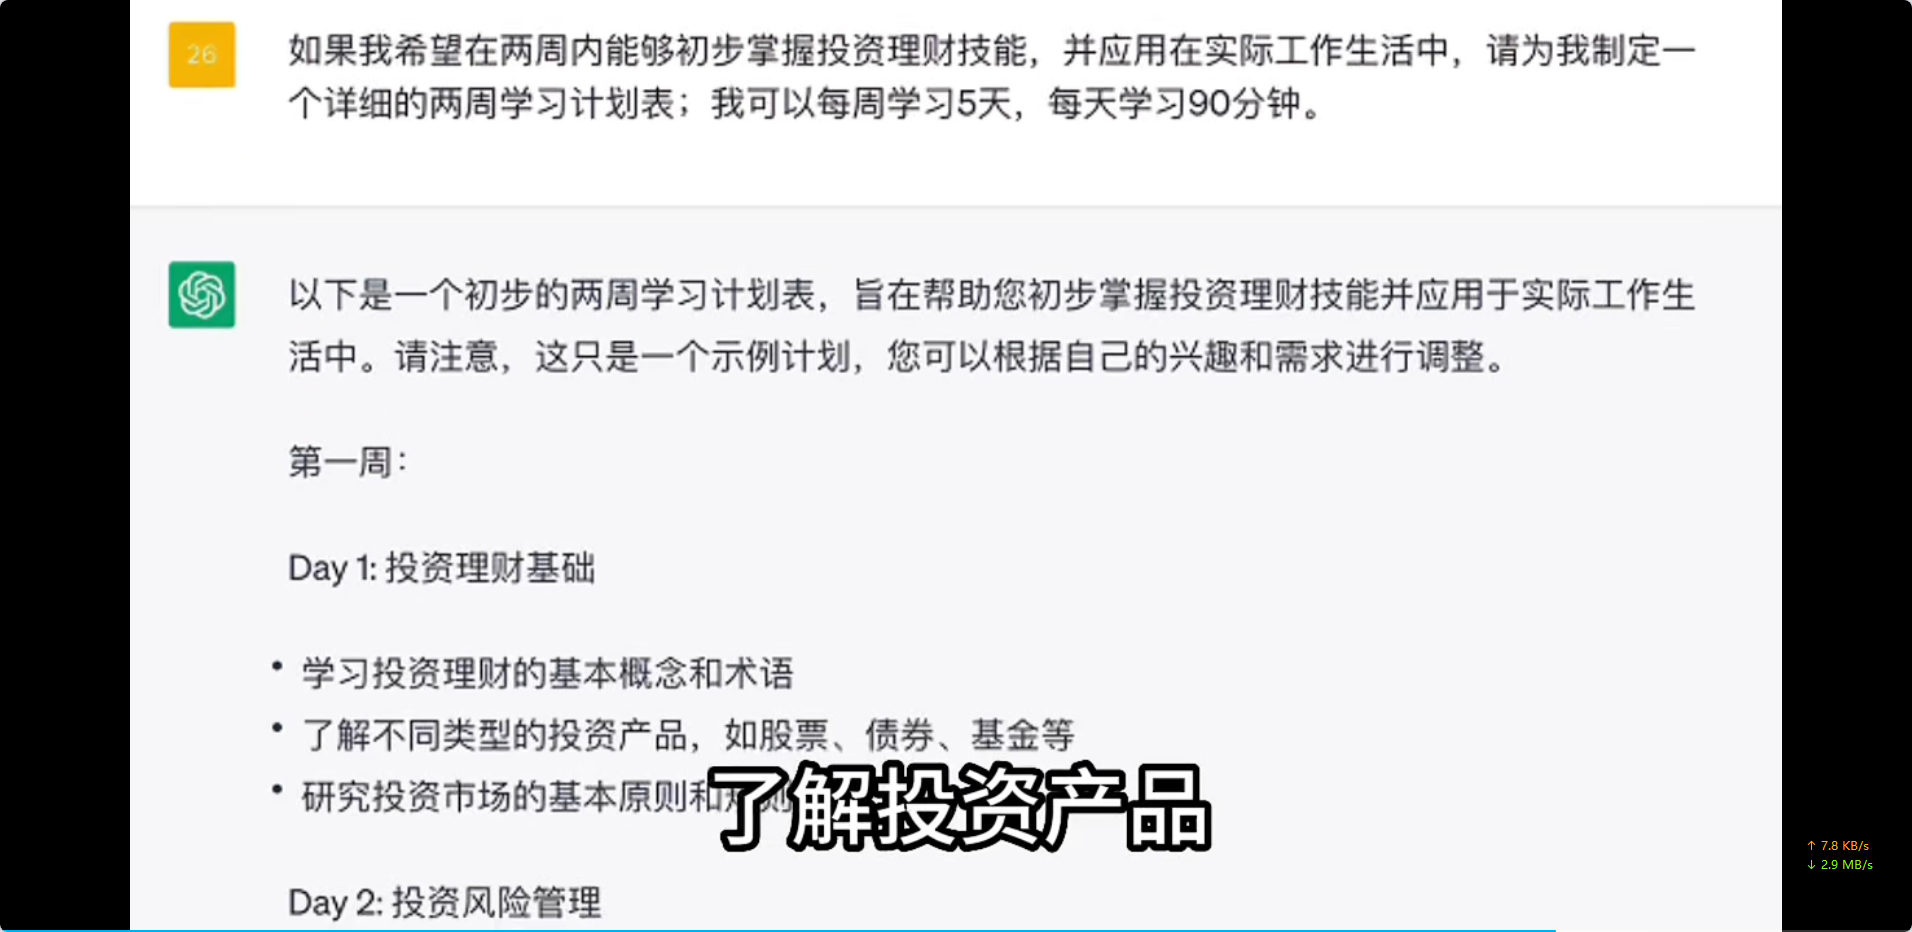 26
如果我希望在两周内能够初步掌握投资理财技能，并应用在实际工作生活中，请为我制定一
个详细的两周学习计划表；我可以每周学习5天，每天学习90分钟。
以下是一个初步的两周学习计划表，旨在帮助您初步掌握投资理财技能并应用于实际工作生
活中。请注意，这只是一个示例计划，您可以根据自己的兴趣和需求进行调整。
第一周：
Day 1: 投资理财基础
• 学习投资理财的基本概念和术语
• 了解不同类型的投资产品，如股票、债券、基金等
• 研究投资市场的基本原则和
了解投资产品
Day 2: 投资风险管理
↑ 7.8 KB/s
↓ 2.9 MB/s